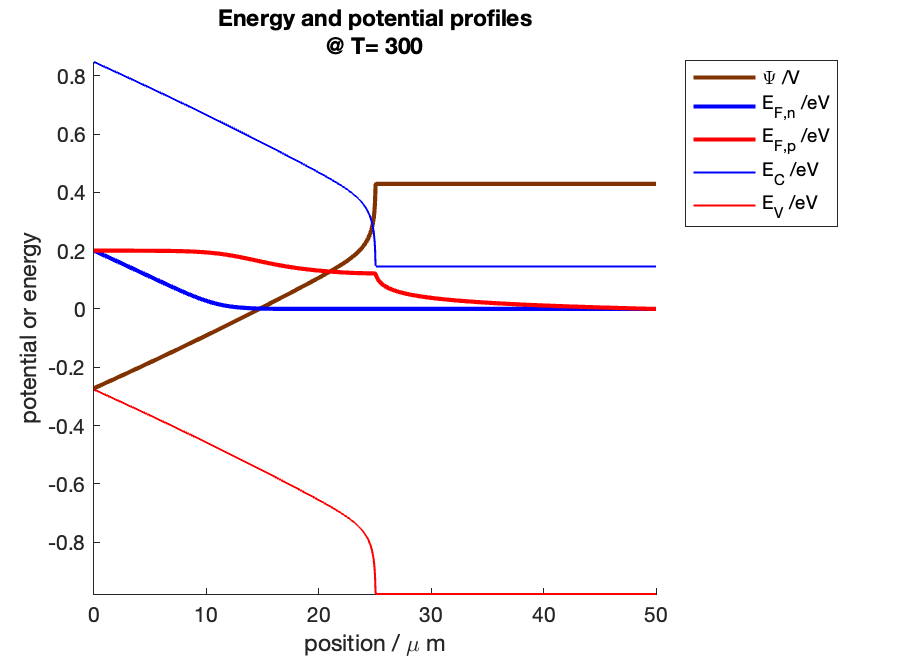 Energy and potential profiles
@ T= 300
Ψ /V
E_F,n /eV
E_F,p /eV
E_C /eV
E_V /eV
potential or energy
0.8
0.6
0.4
0.2
0
-0.2
-0.4
-0.6
-0.8
0 10 20 30 40 50
position / μ m